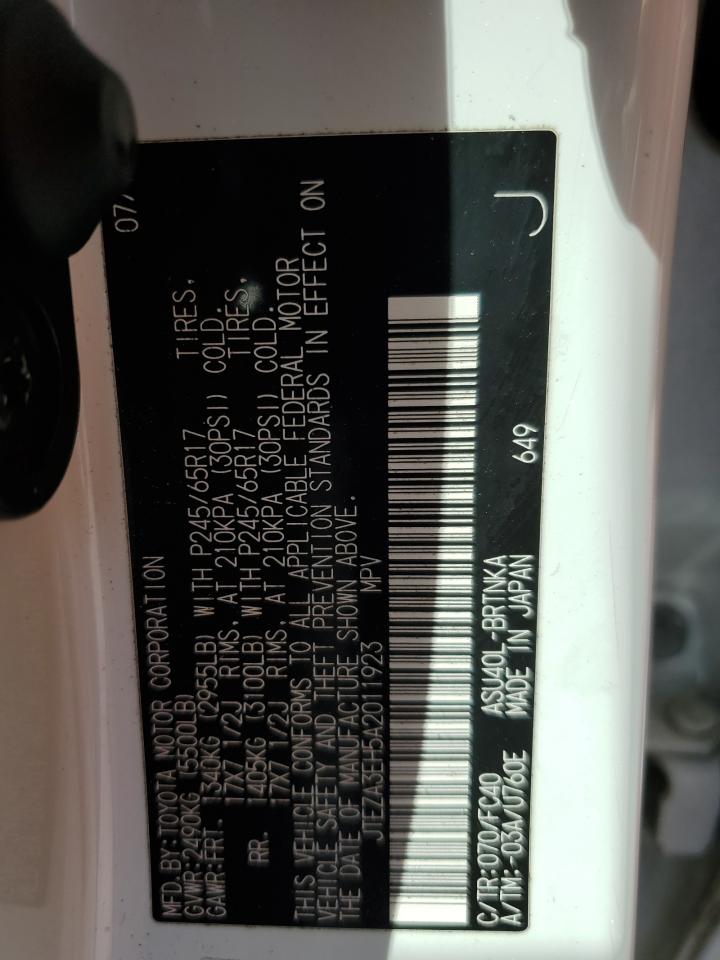 MFD.BY:TOYOTA MOTOR CORPORATION 07/
GVWR:2490KG (5500LB)
GAWR:FRT. 1340KG (2955LB) WITH P245/65R17 TIRES,
17X7 1/2J RIMS, AT 210KPA (30PSI) COLD.
RR. 1405KG (3100LB) WITH P245/65R17 TIRES,
17X7 1/2J RIMS, AT 210KPA (30PSI) COLD.
THIS VEHICLE CONFORMS TO ALL APPLICABLE FEDERAL MOTOR
VEHICLE SAFETY AND THEFT PREVENTION STANDARDS IN EFFECT ON
THE DATE OF MANUFACTURE SHOWN ABOVE.
JTEZA3EH5A2011923 MPV
C/TR:070/FC40 ASU40L-BRTNKA
A/TM:-03A/U760E MADE IN JAPAN 649 J